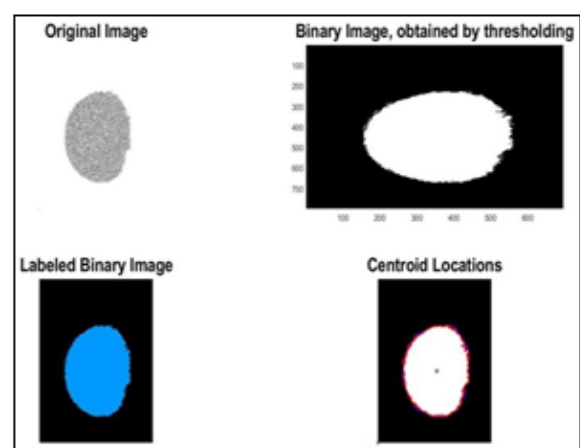 Original Image
Binary Image, obtained by thresholding
100
200
300
400
500
600
700
100 200 300 400 500 600
Labeled Binary Image
Centroid Locations